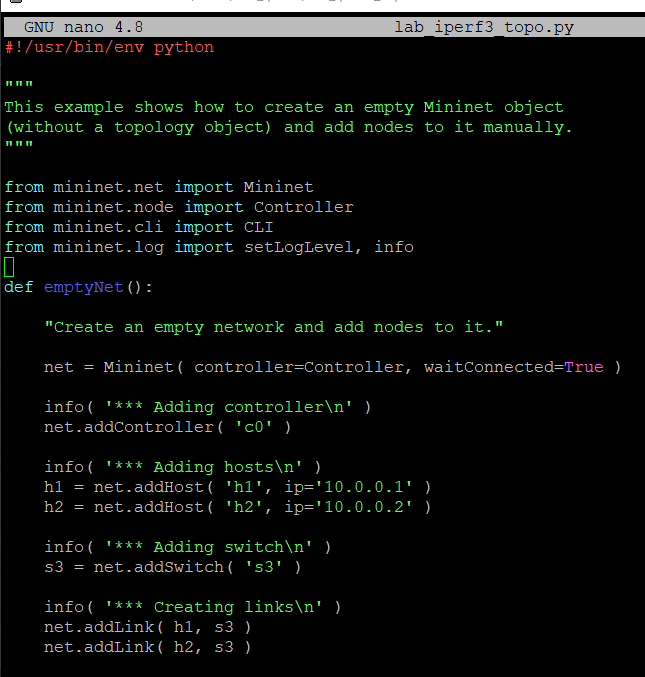 GNU nano 4.8 lab_iperf3_topo.py
#!/usr/bin/env python
"""
This example shows how to create an empty Mininet object
(without a topology object) and add nodes to it manually.
"""
from mininet.net import Mininet
from mininet.node import Controller
from mininet.cli import CLI
from mininet.log import setLogLevel, info
def emptyNet():
"Create an empty network and add nodes to it."
net = Mininet( controller=Controller, waitConnected=True )
info( '*** Adding controller\n' )
net.addController( 'c0' )
info( '*** Adding hosts\n' )
h1 = net.addHost( 'h1', ip='10.0.0.1' )
h2 = net.addHost( 'h2', ip='10.0.0.2' )
info( '*** Adding switch\n' )
s3 = net.addSwitch( 's3' )
info( '*** Creating links\n' )
net.addLink( h1, s3 )
net.addLink( h2, s3 )